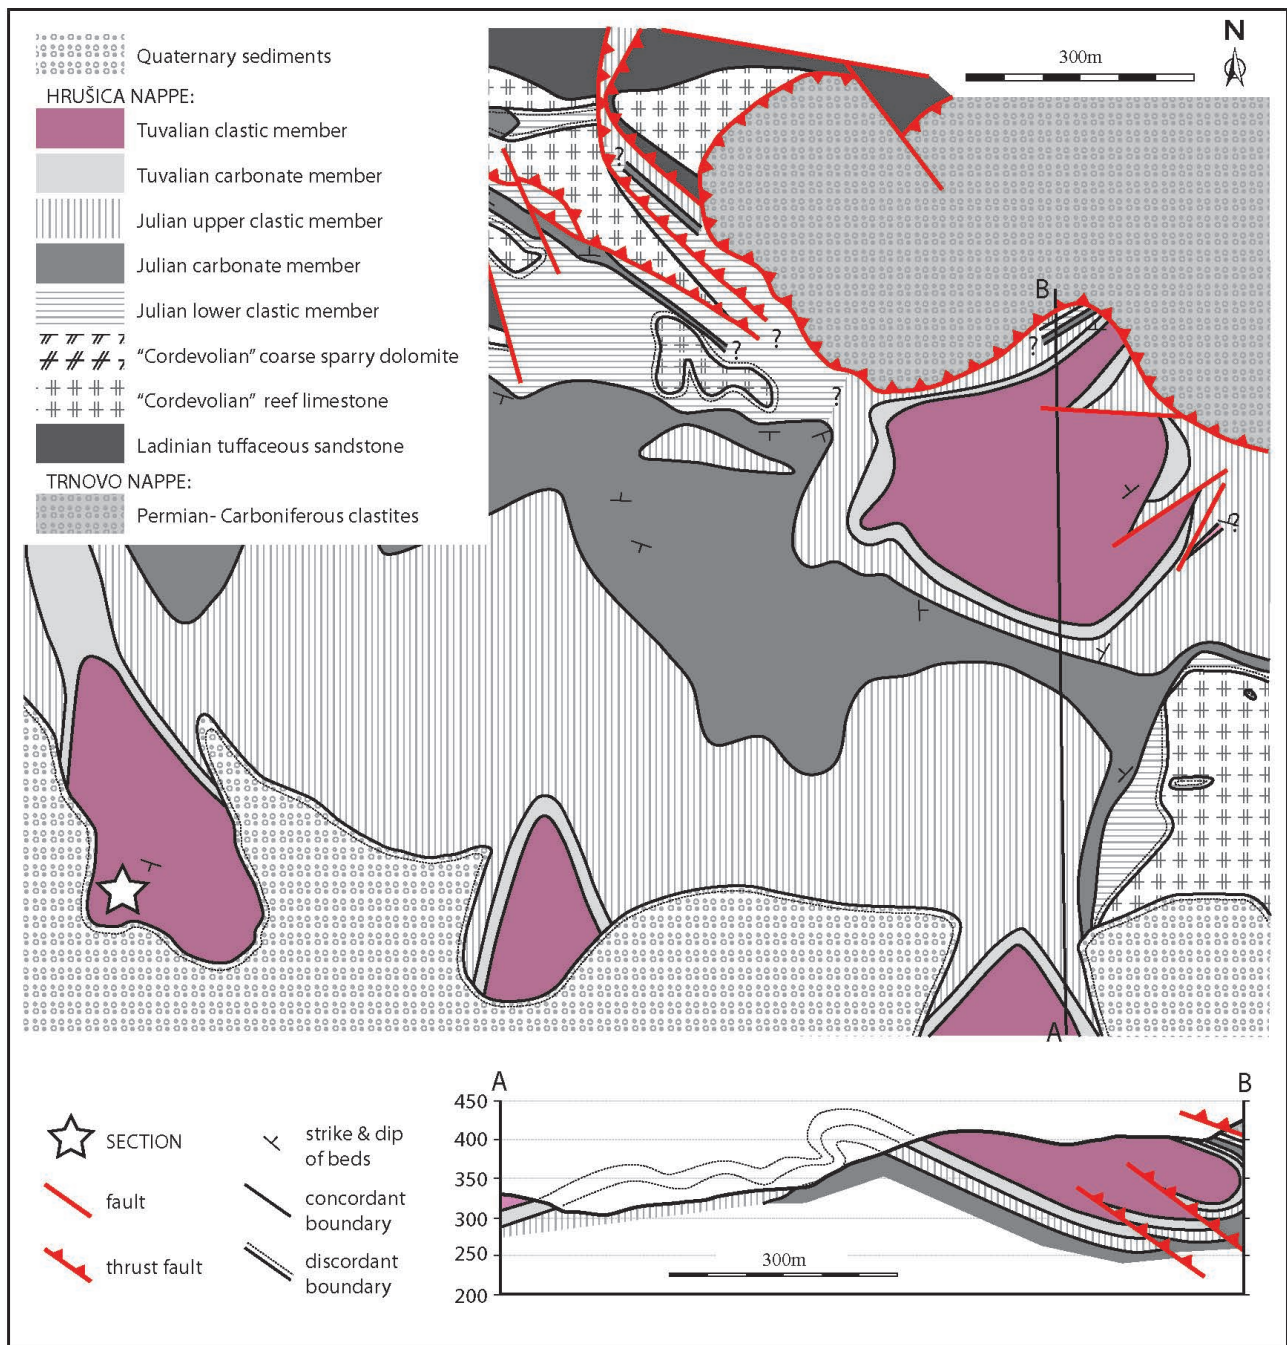 Quaternary sediments
HRUŠICA NAPPE:
Tuvalian clastic member
Tuvalian carbonate member
Julian upper clastic member
Julian carbonate member
Julian lower clastic member
“Cordevolian” coarse sparry dolomite
“Cordevolian” reef limestone
Ladinian tuffaceous sandstone
TRNOVO NAPPE:
Permian- Carboniferous clastites
300m
N
?
?
?
?
B
?
?
A
SECTION
fault
thrust fault
strike & dip
of beds
concordant
boundary
discordant
boundary
A
B
450
400
350
300
250
200
300m